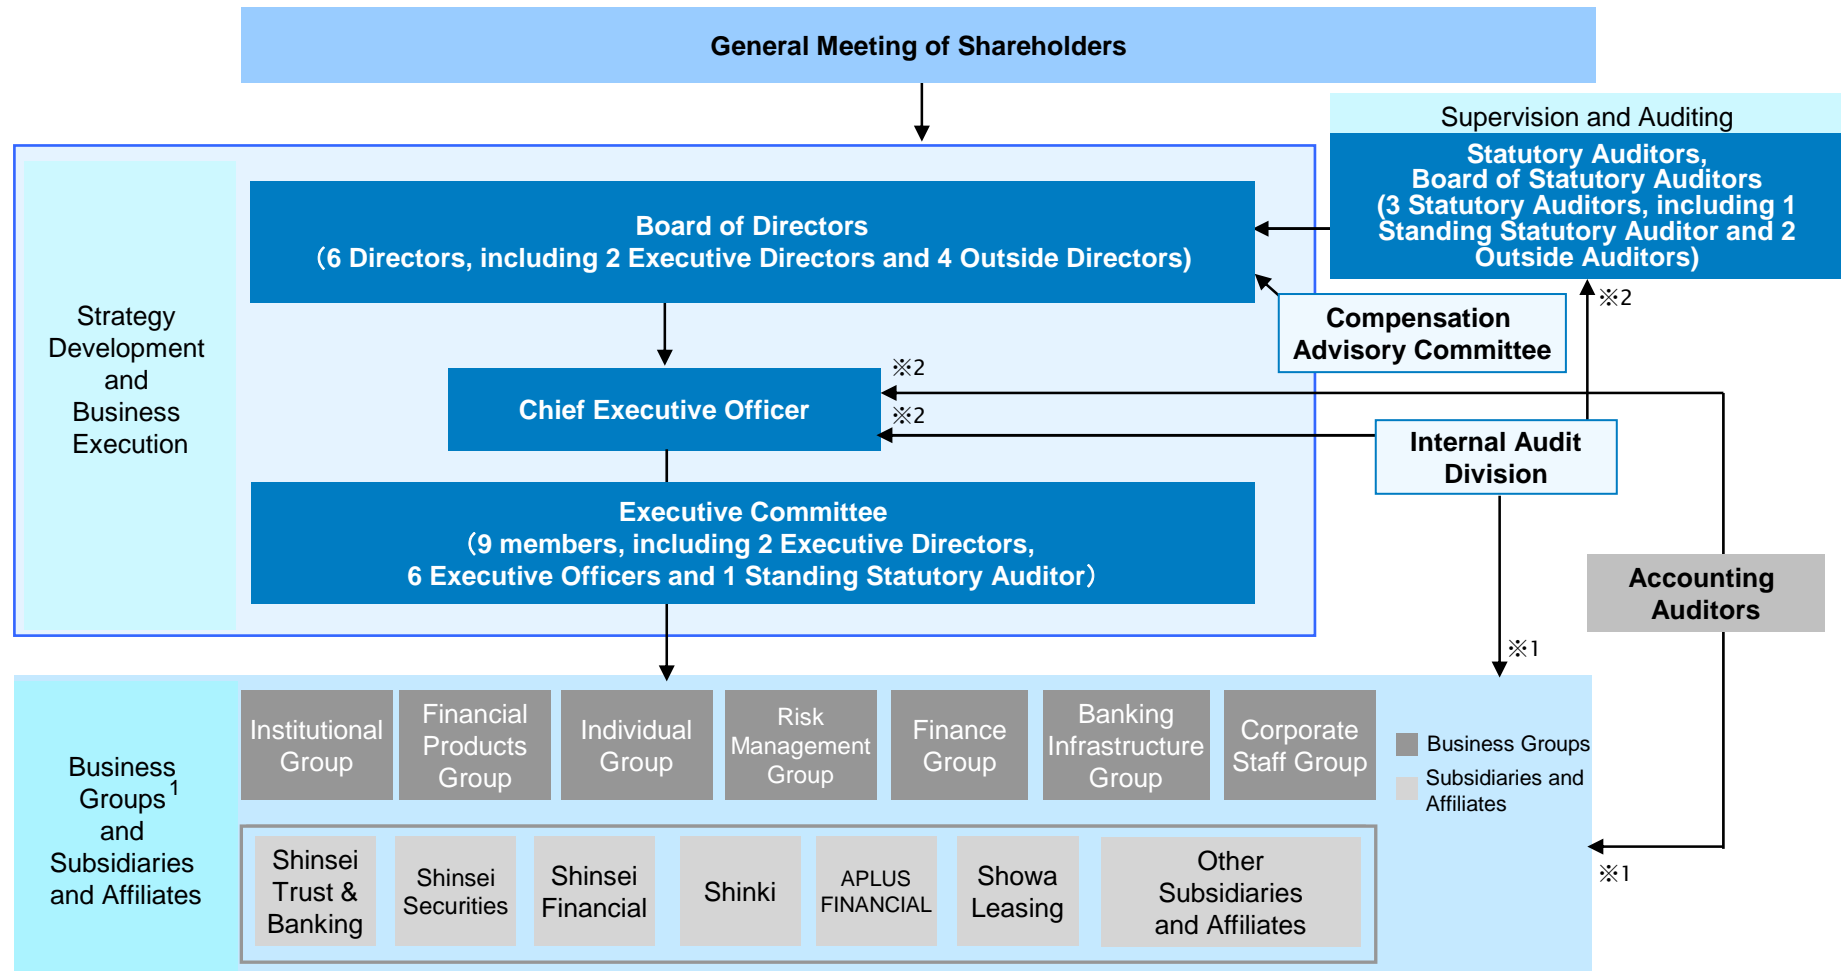 General Meeting of Shareholders
Supervision and Auditing
Statutory Auditors,
Board of Statutory Auditors
(3 Statutory Auditors, including 1
Standing Statutory Auditor and 2
Outside Auditors)
Board of Directors
（6 Directors, including 2 Executive Directors and 4 Outside Directors)
※2
Compensation
Advisory Committee
Strategy
Development
and
Business
Execution
※2
Chief Executive Officer
※2
Internal Audit
Division
Executive Committee
（9 members, including 2 Executive Directors,
6 Executive Officers and 1 Standing Statutory Auditor）
Accounting
Auditors
※1
Business
Groups1
and
Subsidiaries
and Affiliates
Institutional
Group
Financial
Products
Group
Individual
Group
Risk
Management
Group
Finance
Group
Banking
Infrastructure
Group
Corporate
Staff Group
Business Groups
Subsidiaries and
Affiliates
Shinsei
Trust &
Banking
Shinsei
Securities
Shinsei
Financial
Shinki
APLUS
FINANCIAL
Showa
Leasing
Other
Subsidiaries
and Affiliates
※1